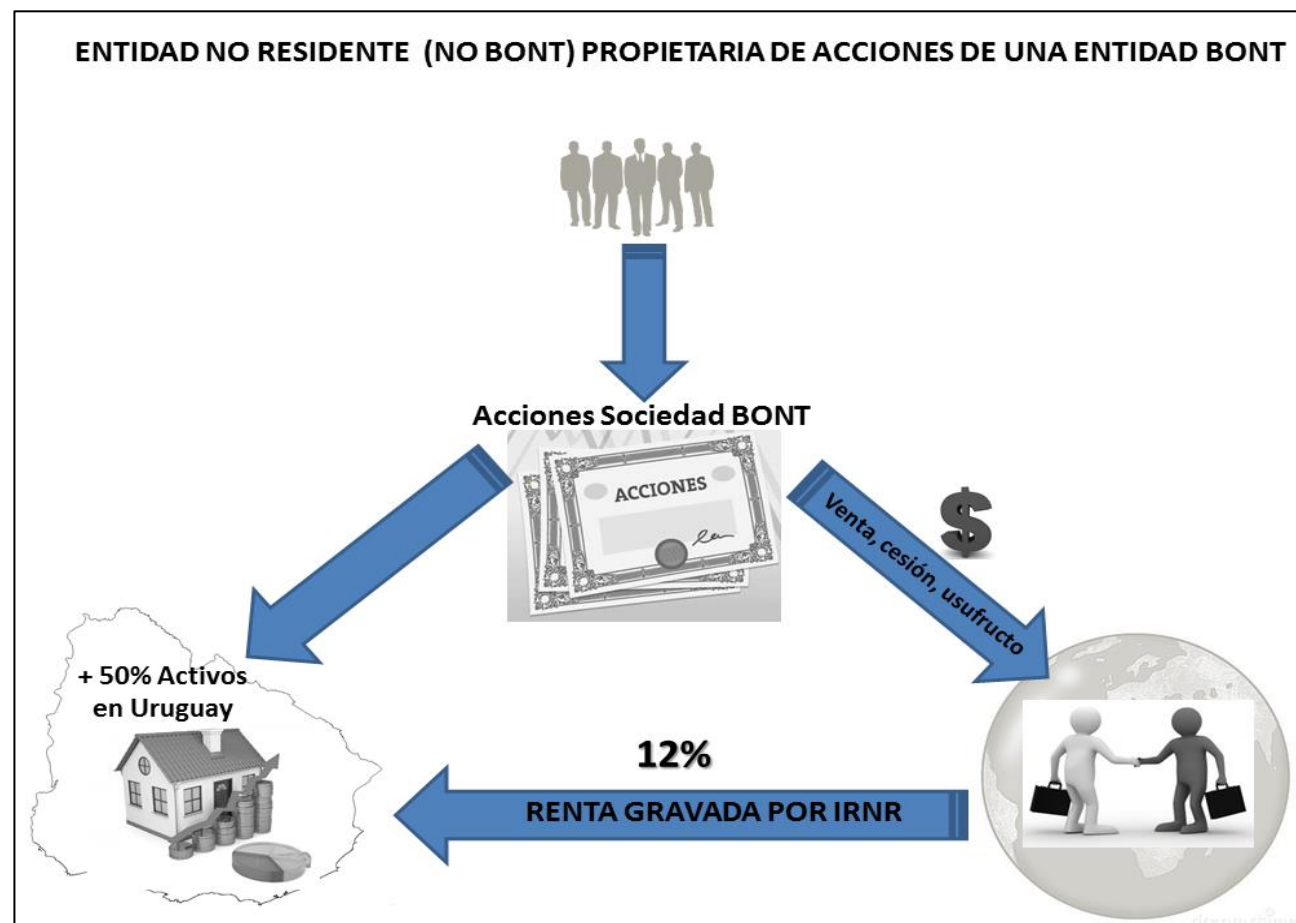 ENTIDAD NO RESIDENTE (NO BONT) PROPIETARIA DE ACCIONES DE UNA ENTIDAD BONT
Acciones Sociedad BONT
ACCIONES
$
Venta, cesión, usufructo
+ 50% Activos
en Uruguay
12%
RENTA GRAVADA POR IRNR